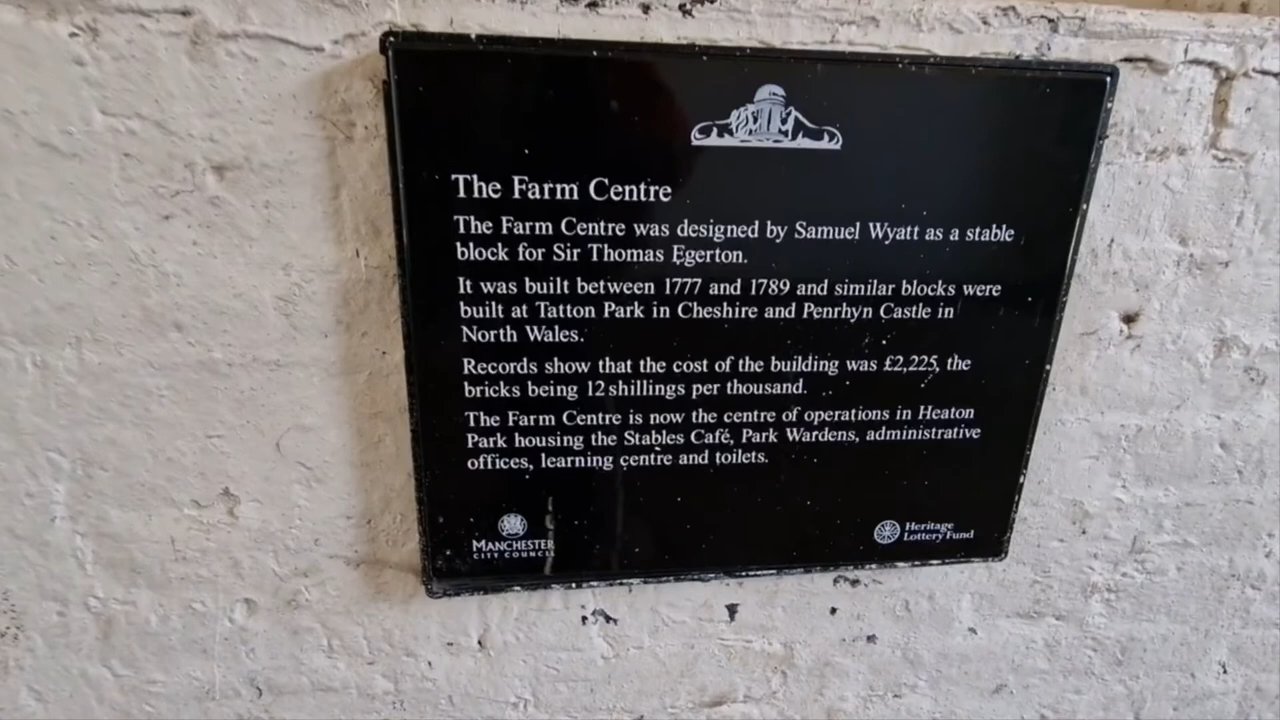 The Farm Centre
The Farm Centre was designed by Samuel Wyatt as a stable
block for Sir Thomas Egerton.
It was built between 1777 and 1789 and similar blocks were
built at Tatton Park in Cheshire and Penrhyn Castle in
North Wales.
Records show that the cost of the building was £2,225, the
bricks being 12 shillings per thousand.
The Farm Centre is now the centre of operations in Heaton
Park housing the Stables Café, Park Wardens, administrative
offices, learning centre and toilets.
MANCHESTER
CITY COUNCIL
Heritage
Lottery Fund